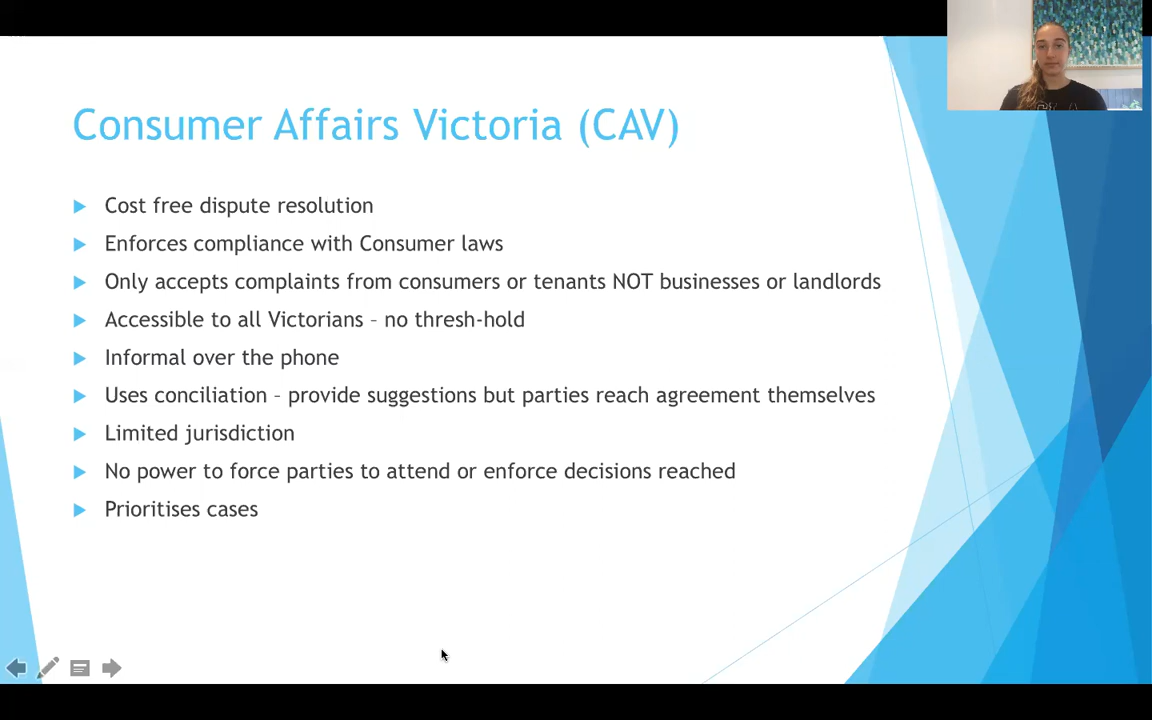 Consumer Affairs Victoria (CAV)
Cost free dispute resolution
Enforces compliance with Consumer laws
Only accepts complaints from consumers or tenants NOT businesses or landlords
Accessible to all Victorians – no thresh-hold
Informal over the phone
Uses conciliation – provide suggestions but parties reach agreement themselves
Limited jurisdiction
No power to force parties to attend or enforce decisions reached
Prioritises cases